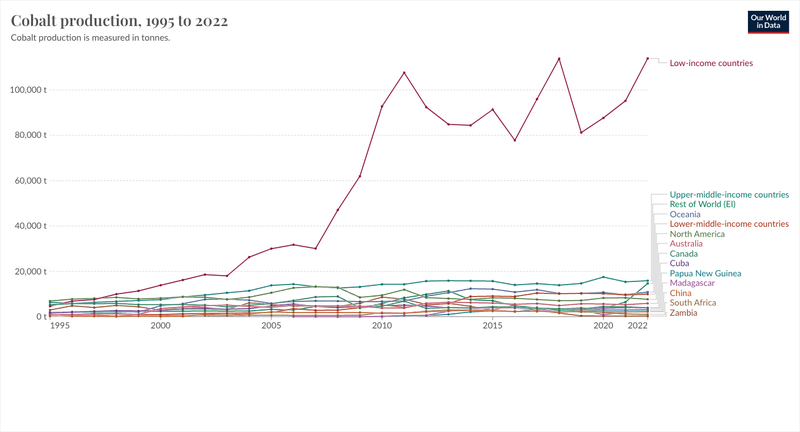 Cobalt production, 1995 to 2022
Cobalt production is measured in tonnes.
Our World
in Data
100,000 t
80,000 t
60,000 t
40,000 t
20,000 t
0 t
1995
2000
2005
2010
2015
2020
2022
Low-income countries
Upper-middle-income countries
Rest of World (EI)
Oceania
Lower-middle-income countries
North America
Australia
Canada
Cuba
Papua New Guinea
Madagascar
China
South Africa
Zambia